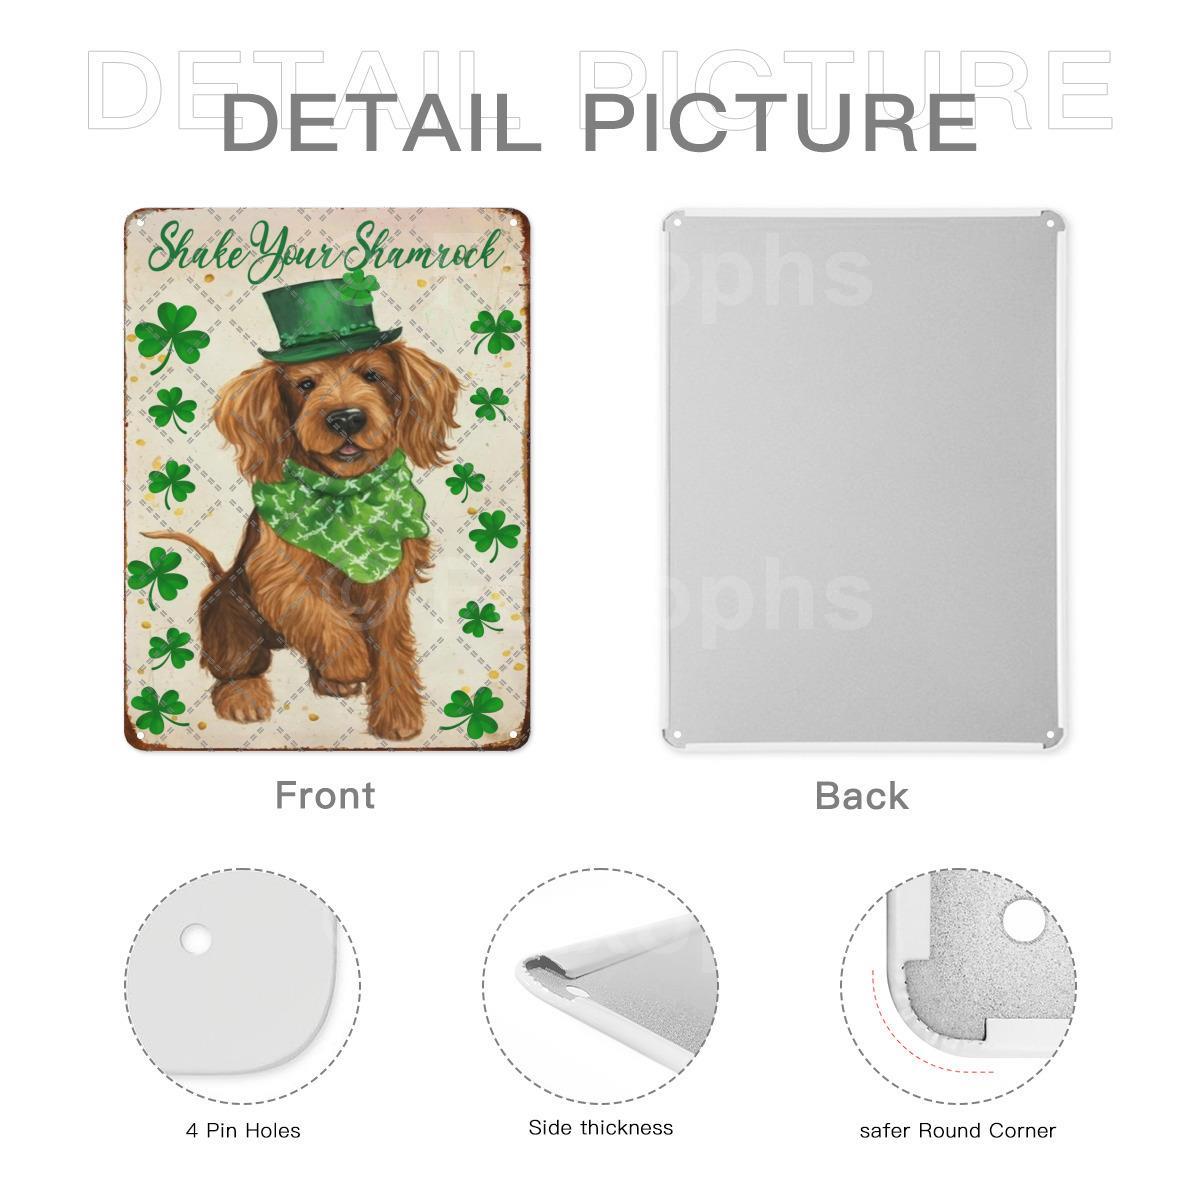 DETAIL PICTURE
DETAIL PICTURE
Shake Your Shamrock
Front
Back
4 Pin Holes
Side thickness
safer Round Corner